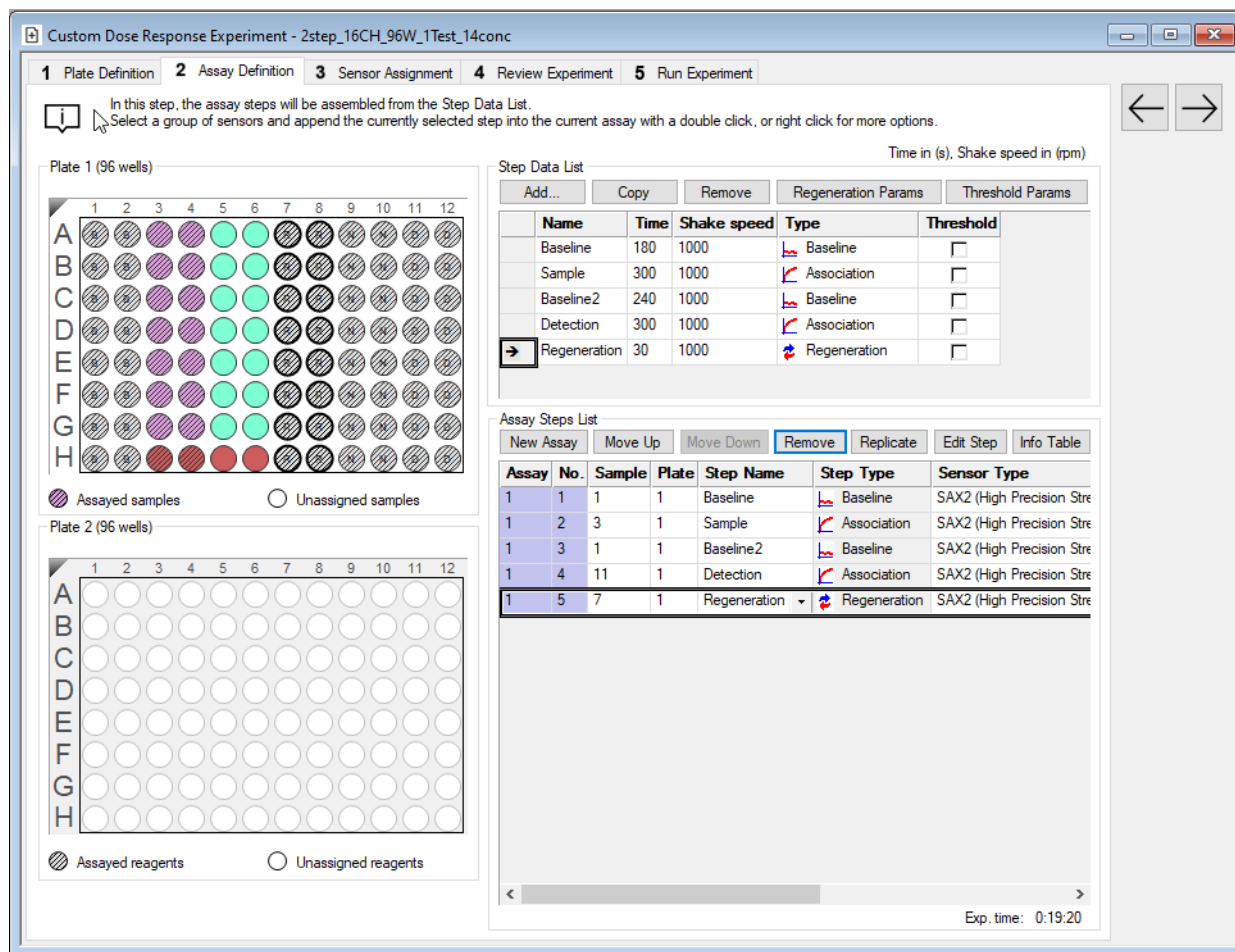 Custom Dose Response Experiment - 2step_16CH_96W_1Test_14conc
1 Plate Definition 2 Assay Definition 3 Sensor Assignment 4 Review Experiment 5 Run Experiment
In this step, the assay steps will be assembled from the Step Data List.
Select a group of sensors and append the currently selected step into the current assay with a double click, or right click for more options.
Time in (s), Shake speed in (rpm)
Plate 1 (96 wells)
1 2 3 4 5 6 7 8 9 10 11 12
A B B R R N N D D
B B B R R N N D D
C B B R R N N D D
D B B R R N N D D
E B B R R N N D D
F B B R R N N D D
G B B R R N N D D
H B B R R N N D D
Assayed samples Unassigned samples
Plate 2 (96 wells)
1 2 3 4 5 6 7 8 9 10 11 12
A
B
C
D
E
F
G
H
Assayed reagents Unassigned reagents
Step Data List
Add... Copy Remove Regeneration Params Threshold Params
Name Time Shake speed Type Threshold
Baseline 180 1000 Baseline
Sample 300 1000 Association
Baseline2 240 1000 Baseline
Detection 300 1000 Association
Regeneration 30 1000 Regeneration
Assay Steps List
New Assay Move Up Move Down Remove Replicate Edit Step Info Table
Assay No. Sample Plate Step Name Step Type Sensor Type
1 1 1 1 Baseline Baseline SAX2 (High Precision Stre
1 2 3 1 Sample Association SAX2 (High Precision Stre
1 3 1 1 Baseline2 Baseline SAX2 (High Precision Stre
1 4 11 1 Detection Association SAX2 (High Precision Stre
1 5 7 1 Regeneration Regeneration SAX2 (High Precision Stre
Exp. time: 0:19:20